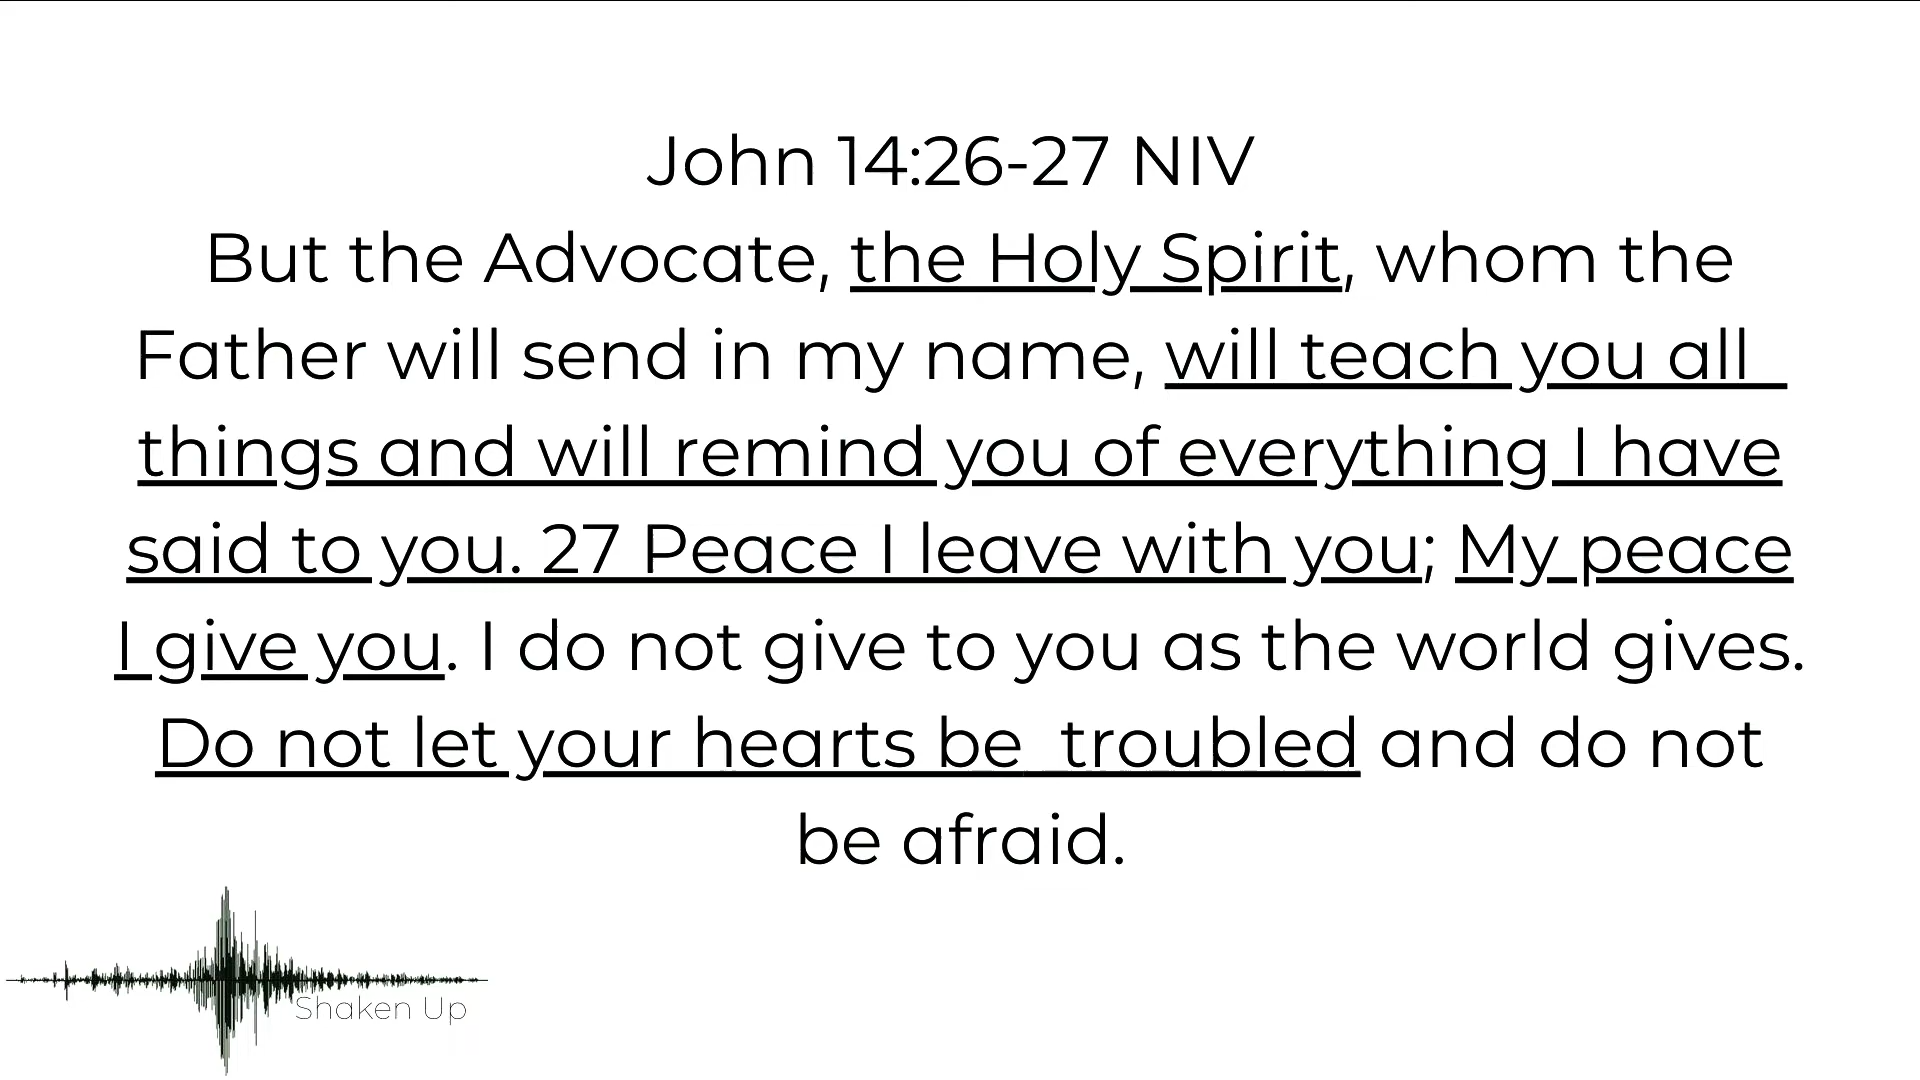 John 14:26-27 NIV
But the Advocate, the Holy Spirit, whom the
Father will send in my name, will teach you all
things and will remind you of everything I have
said to you. 27 Peace I leave with you; My peace
I give you. I do not give to you as the world gives.
Do not let your hearts be  troubled and do not
be afraid.
Shaken Up